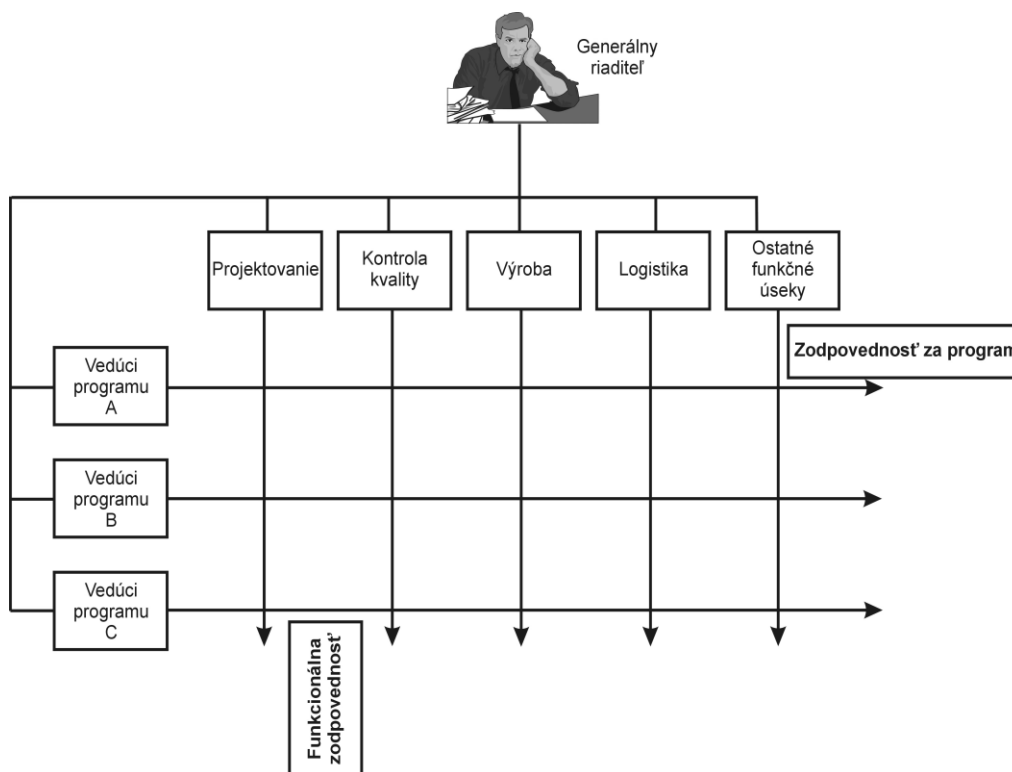 Generálny
riaditeľ
Projektovanie
Kontrola
kvality
Výroba
Logistika
Ostatné
funkčné
úseky
Zodpovednosť za program
Vedúci
programu
A
Vedúci
programu
B
Vedúci
programu
C
Funkcionálna
zodpovednosť